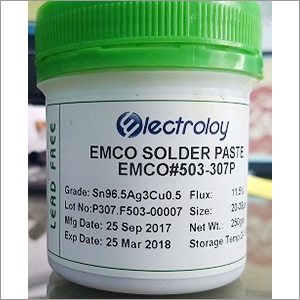 LEAD FREE
Electroloy
EMCO SOLDER PASTE
EMCO#503-307P
Grade: Sn96.5Ag3Cu0.5 Flux:
Lot No:P307.F503-00007 Size:
Mfg Date: 25 Sep 2017 Net Wt.: 250gm
Exp Date: 25 Mar 2018 Storage Temp: